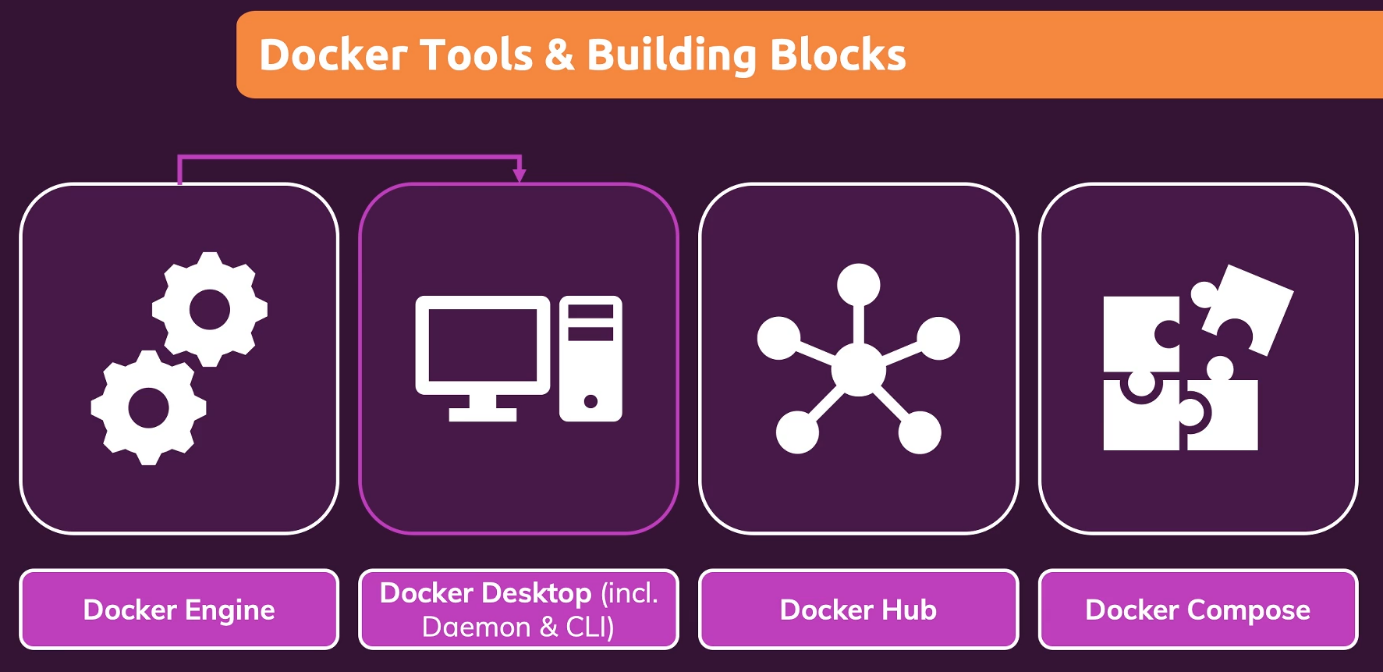 Docker Tools & Building Blocks
Docker Engine
Docker Desktop (incl.
Daemon & CLI)
Docker Hub
Docker Compose